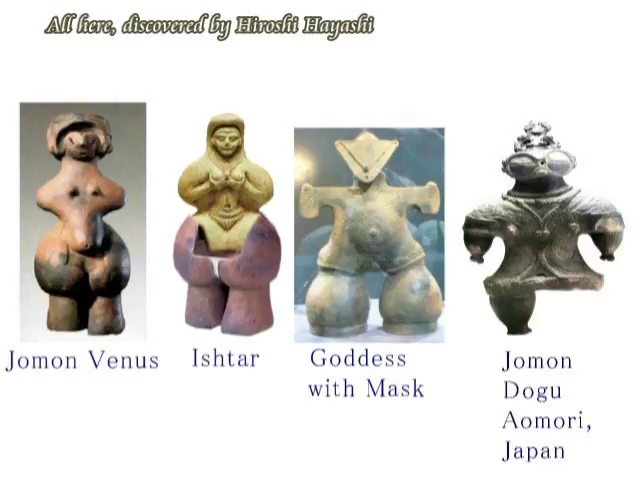 All here, discovered by Hiroshi Hayashi
Jomon Venus
Ishtar
Goddess
with Mask
Jomon
Dogu
Aomori,
Japan